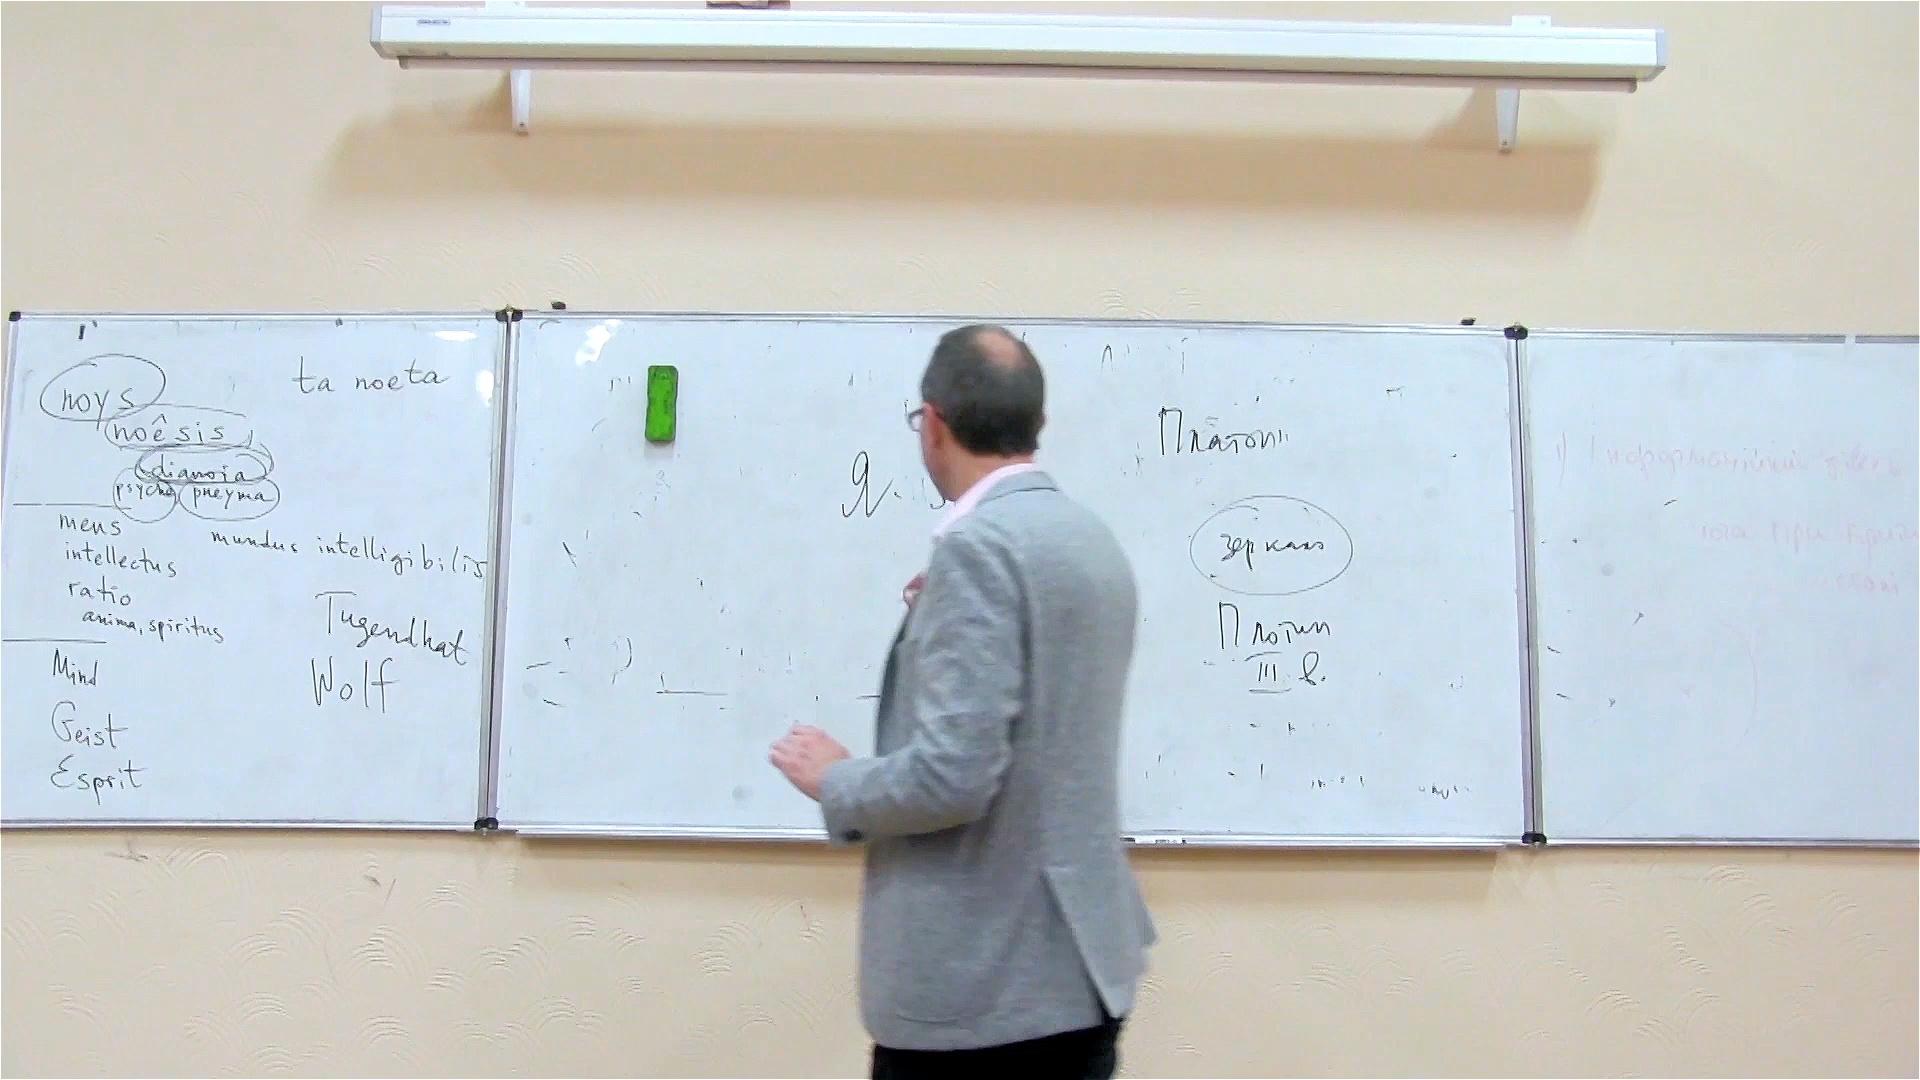 noys
ta noeta
noêsis
dianoia
psyche pneyma
mens
mundus intelligibilis
intellectus
ratio
anima, spiritus
Tugendhat
Mind
Wolf
Geist
Esprit
Я
Платон
зеркало
Плотин
III в.